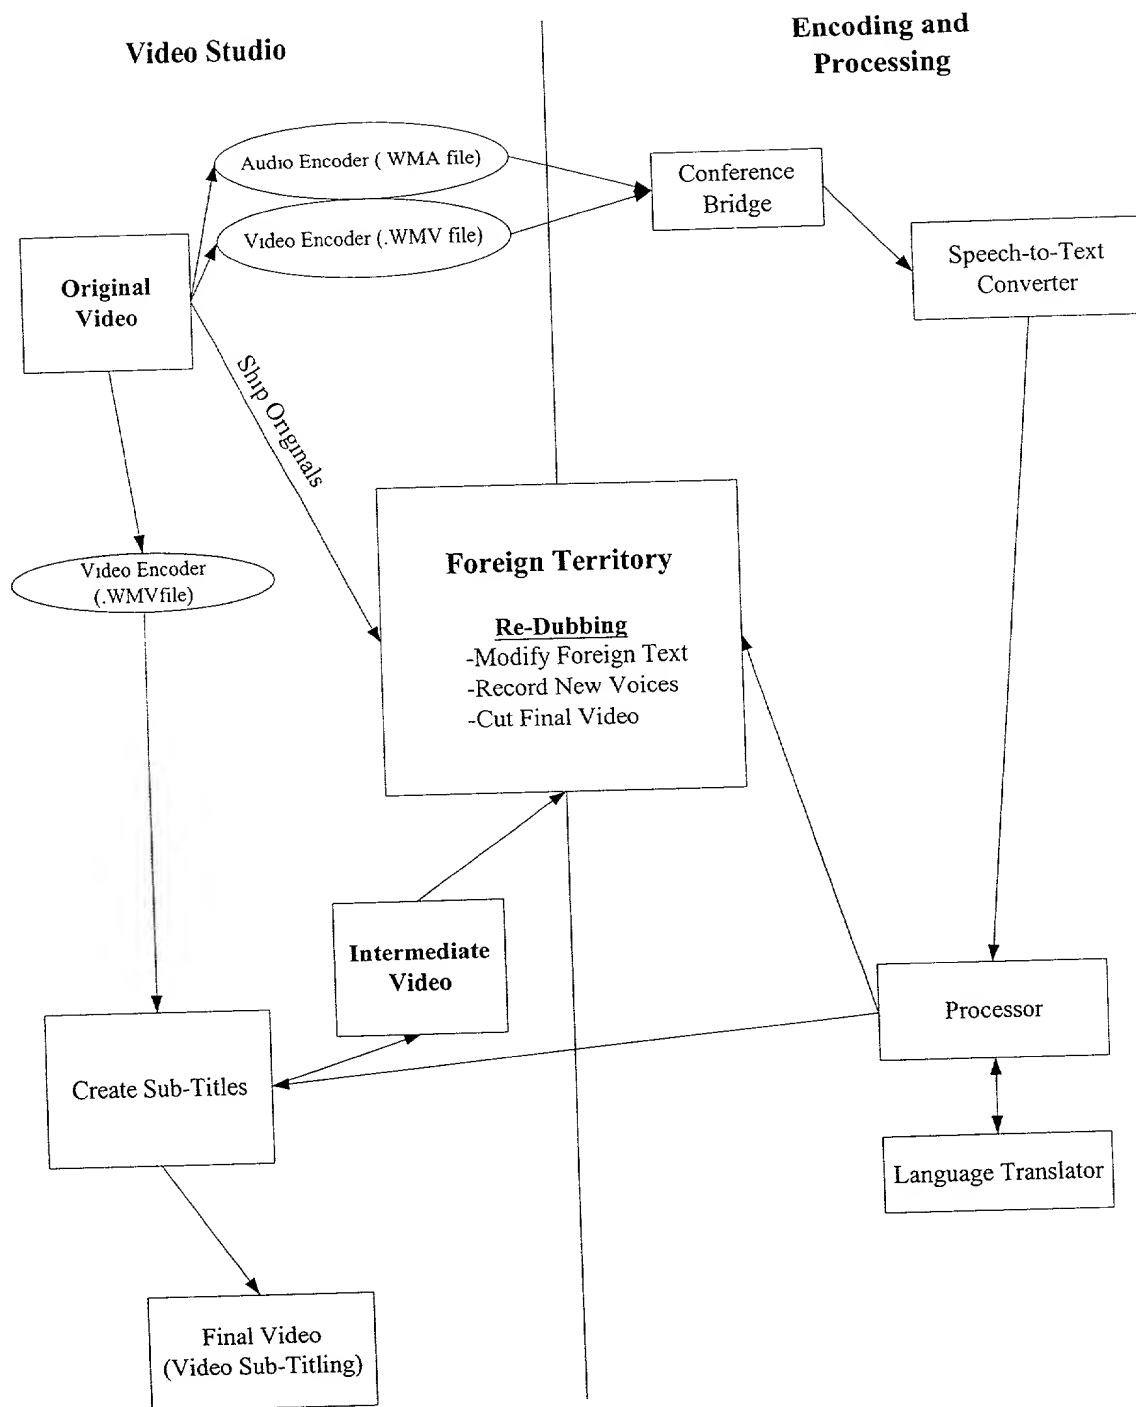 Video Studio
Encoding and
Processing
Audio Encoder ( WMA file)
Video Encoder (.WMV file)
Conference
Bridge
Speech-to-Text
Converter
Original
Video
Ship Originals
Foreign Territory
Re-Dubbing
-Modify Foreign Text
-Record New Voices
-Cut Final Video
Video Encoder
(.WMVfile)
Intermediate
Video
Processor
Create Sub-Titles
Language Translator
Final Video
(Video Sub-Titling)